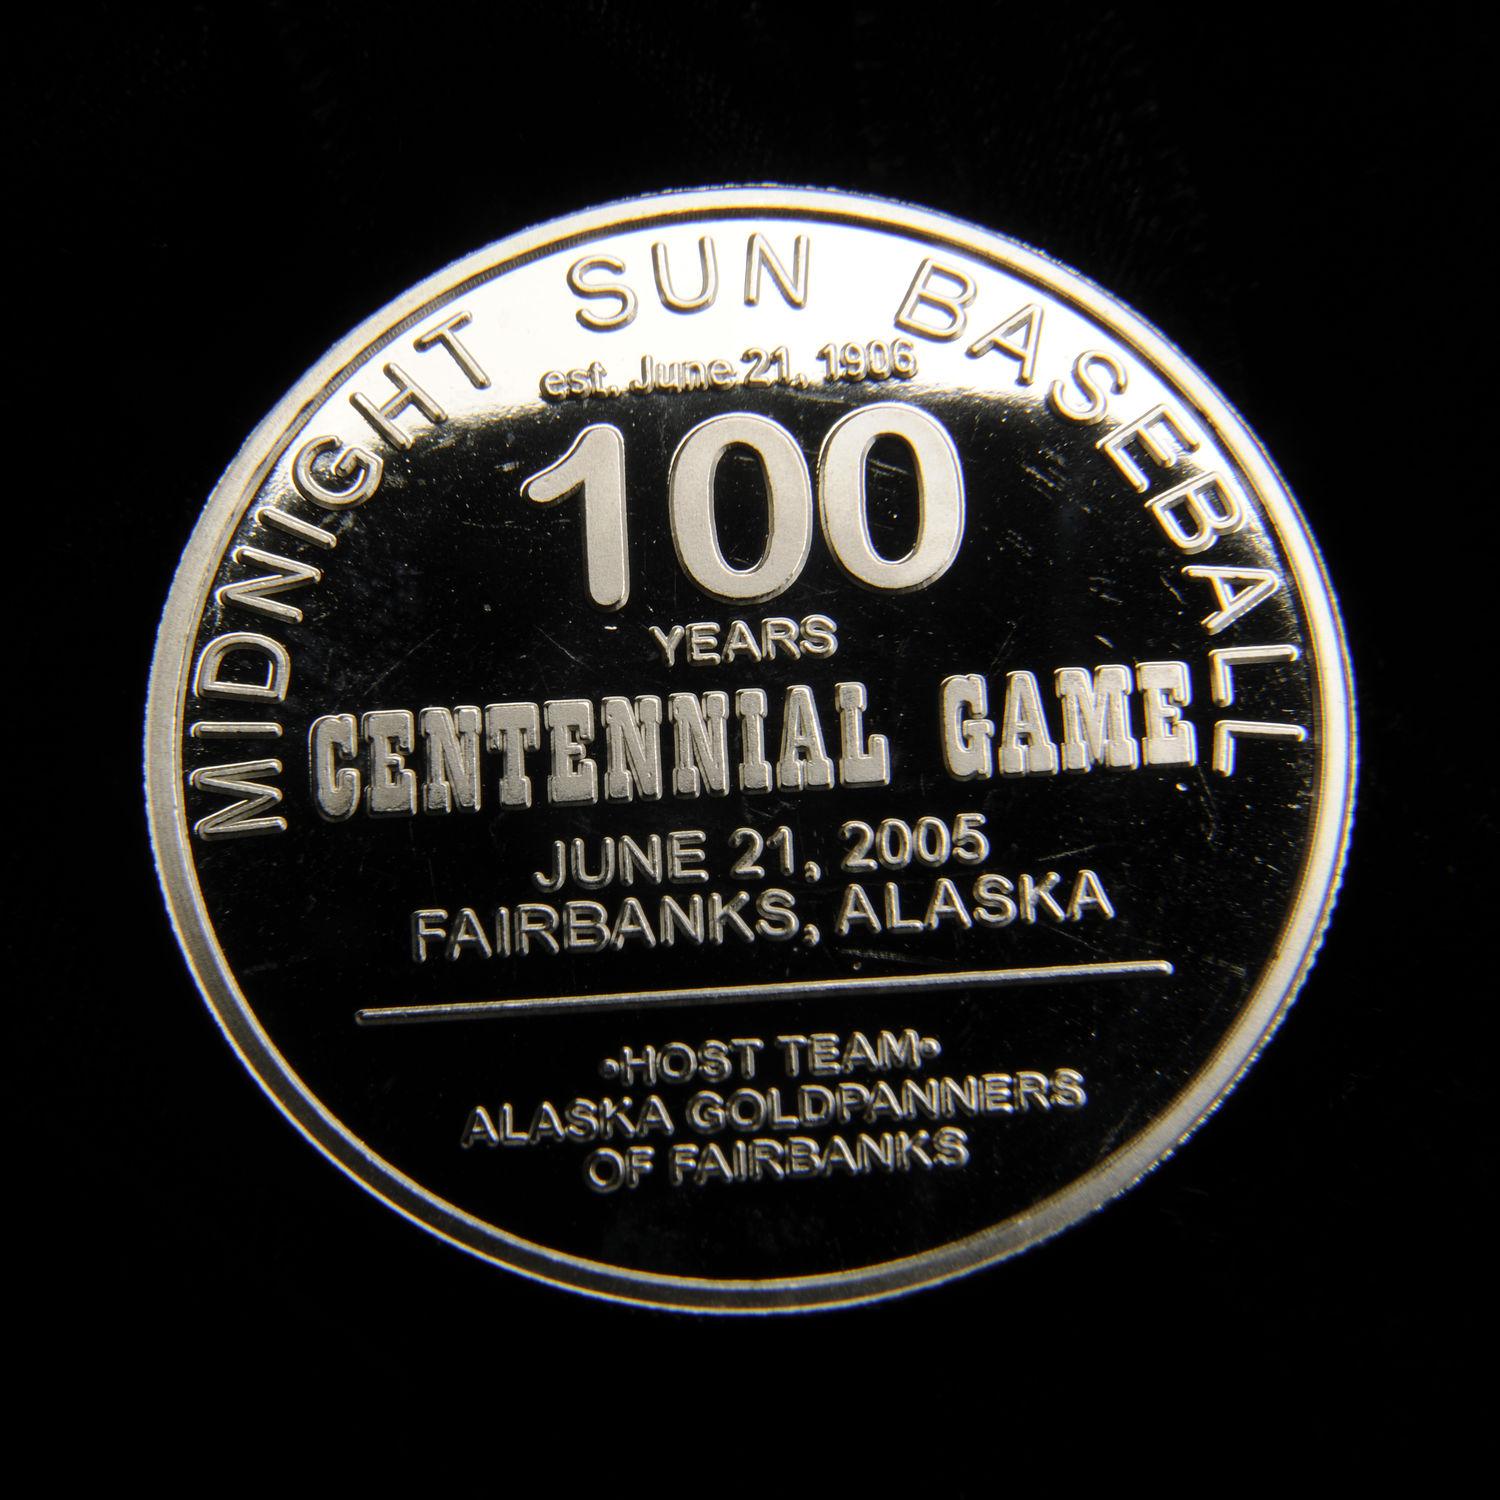 MIDNIGHT SUN BASEBALL
est. June 21, 1906
100
YEARS
CENTENNIAL GAME
JUNE 21, 2005
FAIRBANKS, ALASKA
•HOST TEAM•
ALASKA GOLDPANNERS
OF FAIRBANKS